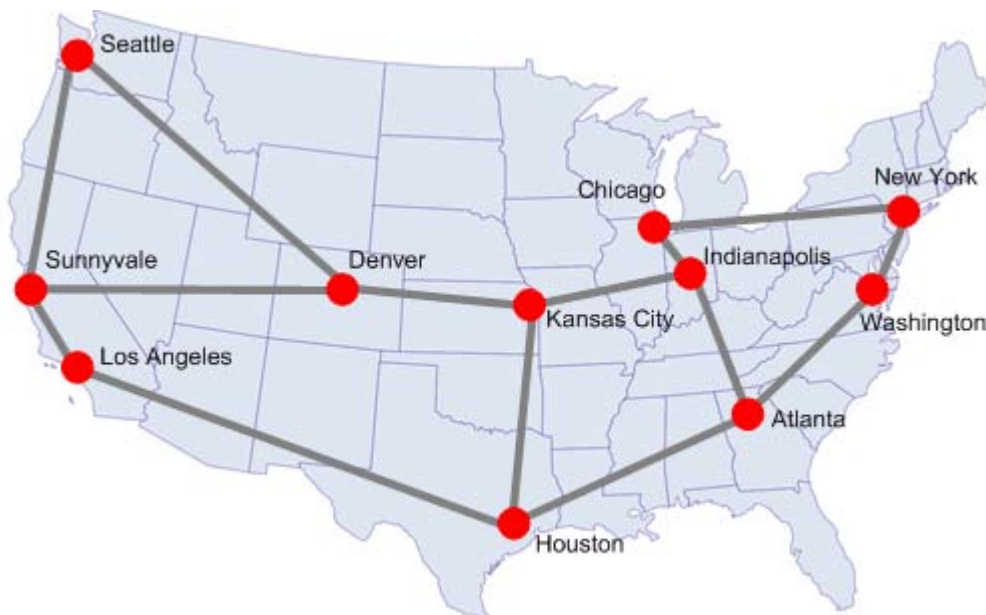 Seattle
Chicago
New York
Sunnyvale
Denver
Indianapolis
Kansas City
Washington
Los Angeles
Atlanta
Houston